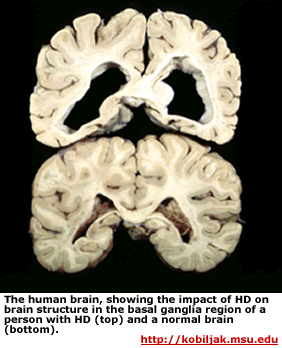 The human brain, showing the impact of HD on
brain structure in the basal ganglia region of a
person with HD (top) and a normal brain
(bottom).
http://kobiljak.msu.edu